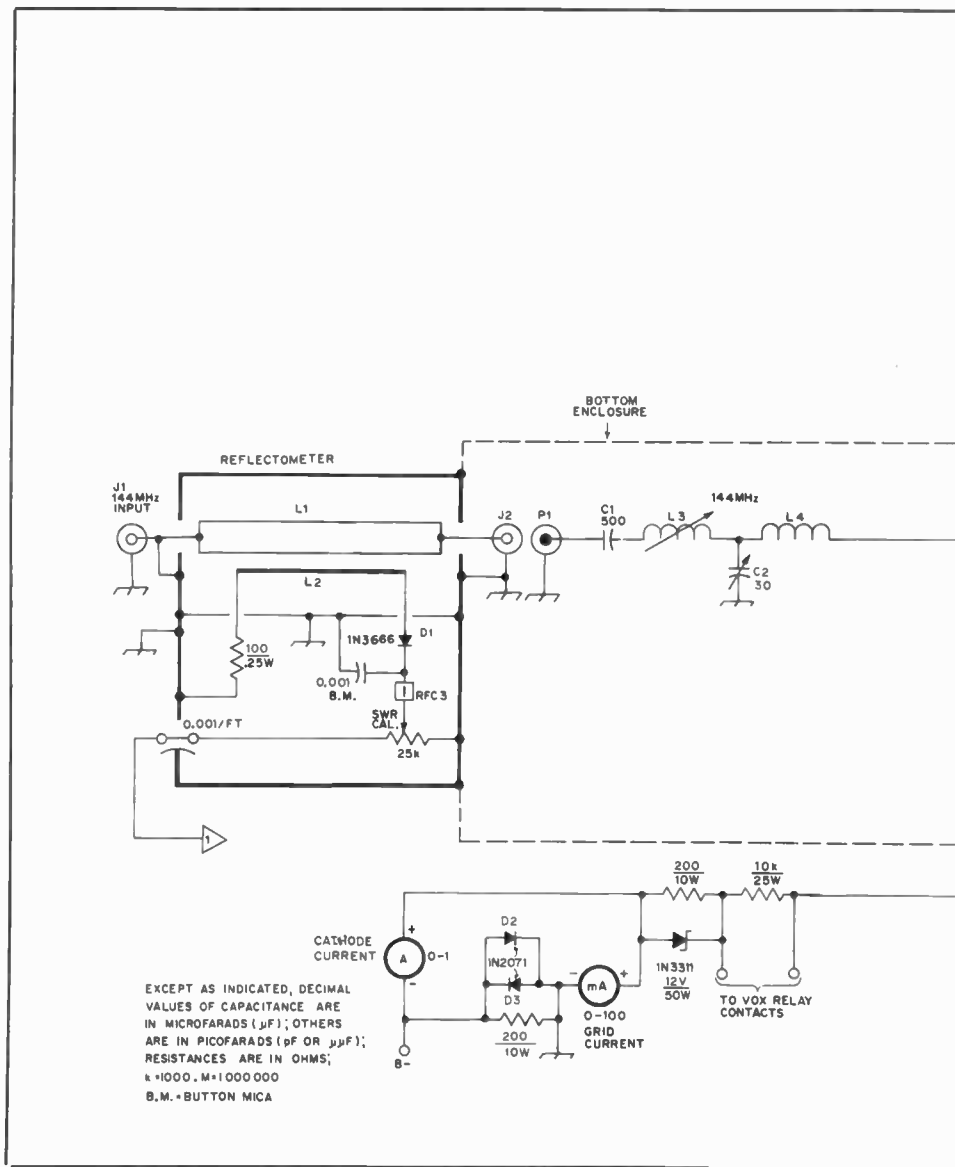 BOTTOM
ENCLOSURE
REFLECTOMETER
J1
144MHz
INPUT
L1
J2
P1
C1
500
L3
144MHz
L4
C2
30
L2
1N3666
D1
100
.25W
0.001
B.M.
RFC3
SWR
CAL.
25k
0.001/FT
1
200
10W
10k
25W
CATHODE
CURRENT
+
A
0-1
-
D2
1N2071
D3
200
10W
-
mA
+
0-100
GRID
CURRENT
1N3311
12V
50W
TO VOX RELAY
CONTACTS
B-
EXCEPT AS INDICATED, DECIMAL
VALUES OF CAPACITANCE ARE
IN MICROFARADS (µF); OTHERS
ARE IN PICOFARADS (pF OR µµF);
RESISTANCES ARE IN OHMS;
k=1000. M=1000000
B.M.=BUTTON MICA